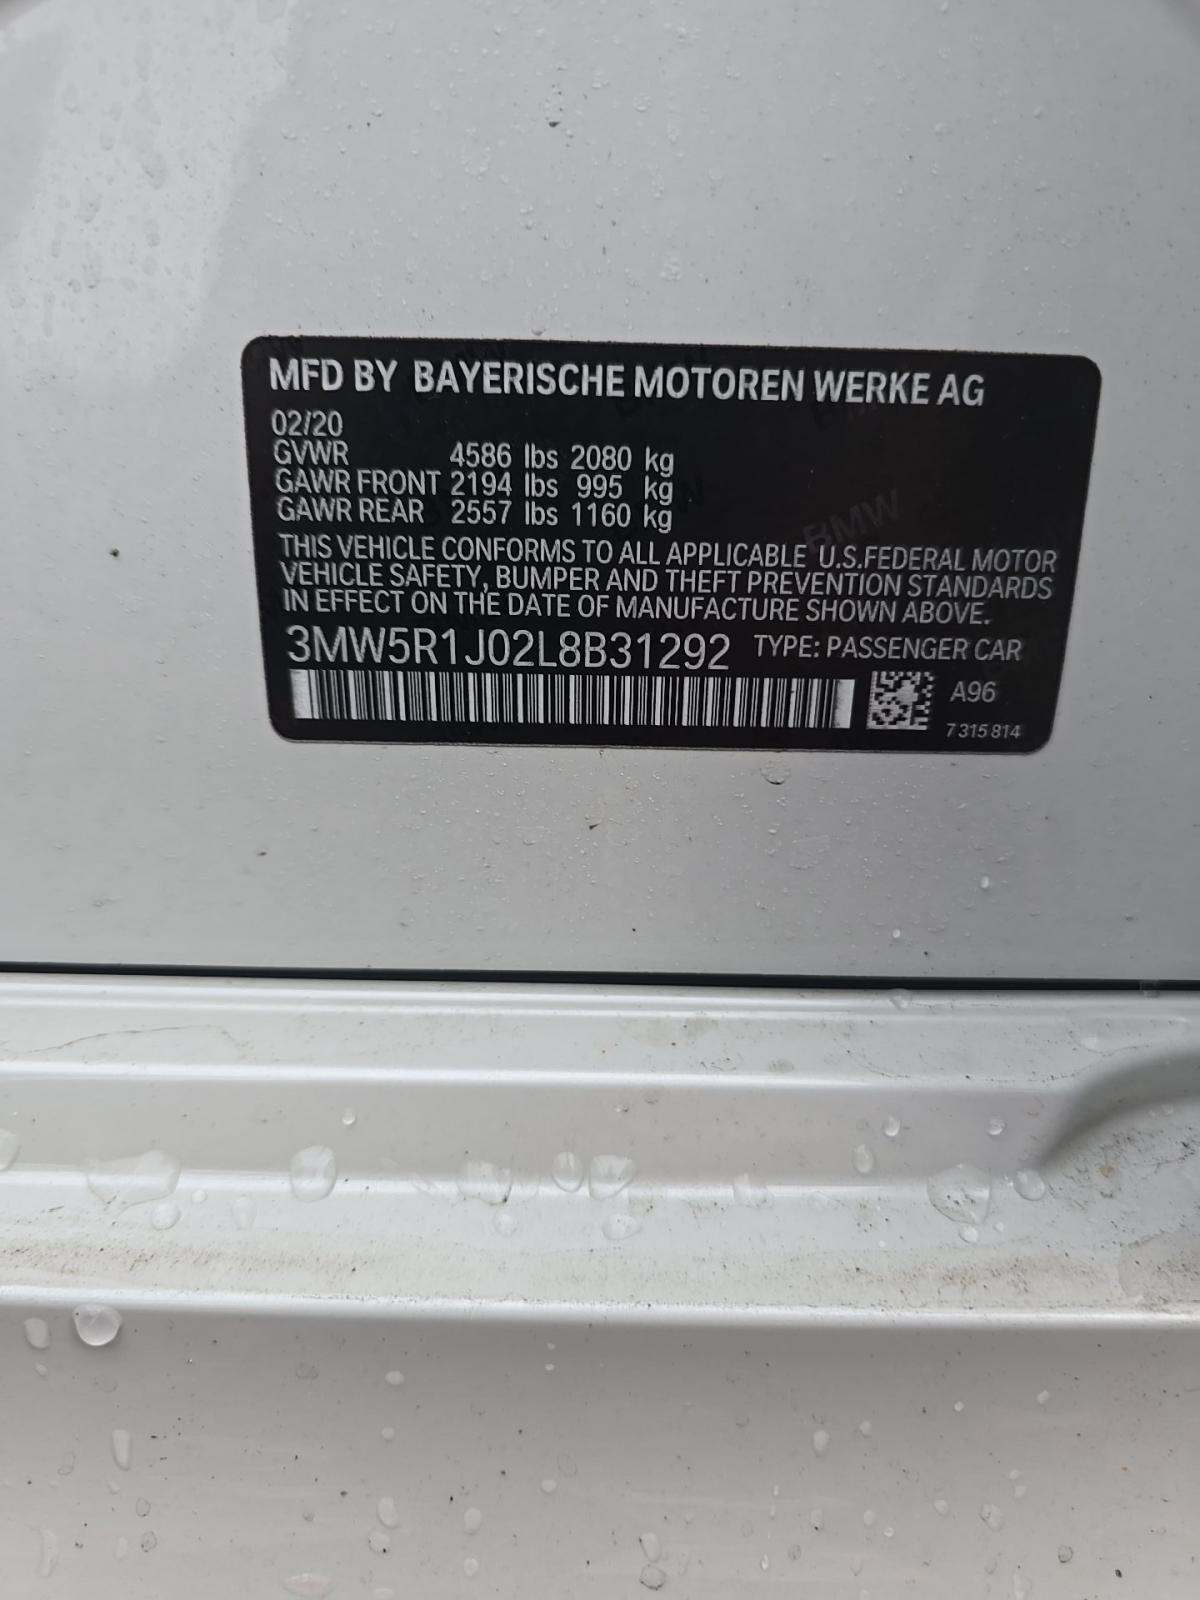 MFD BY BAYERISCHE MOTOREN WERKE AG
02/20
GVWR 4586 lbs 2080 kg
GAWR FRONT 2194 lbs 995 kg
GAWR REAR 2557 lbs 1160 kg
THIS VEHICLE CONFORMS TO ALL APPLICABLE U.S.FEDERAL MOTOR
VEHICLE SAFETY, BUMPER AND THEFT PREVENTION STANDARDS
IN EFFECT ON THE DATE OF MANUFACTURE SHOWN ABOVE.
3MW5R1J02L8B31292 TYPE: PASSENGER CAR
A96
7 315 814
BMW